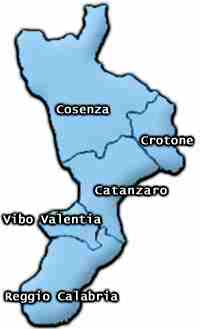 Cosenza
Crotone
Catanzaro
Vibo Valentia
Reggio Calabria